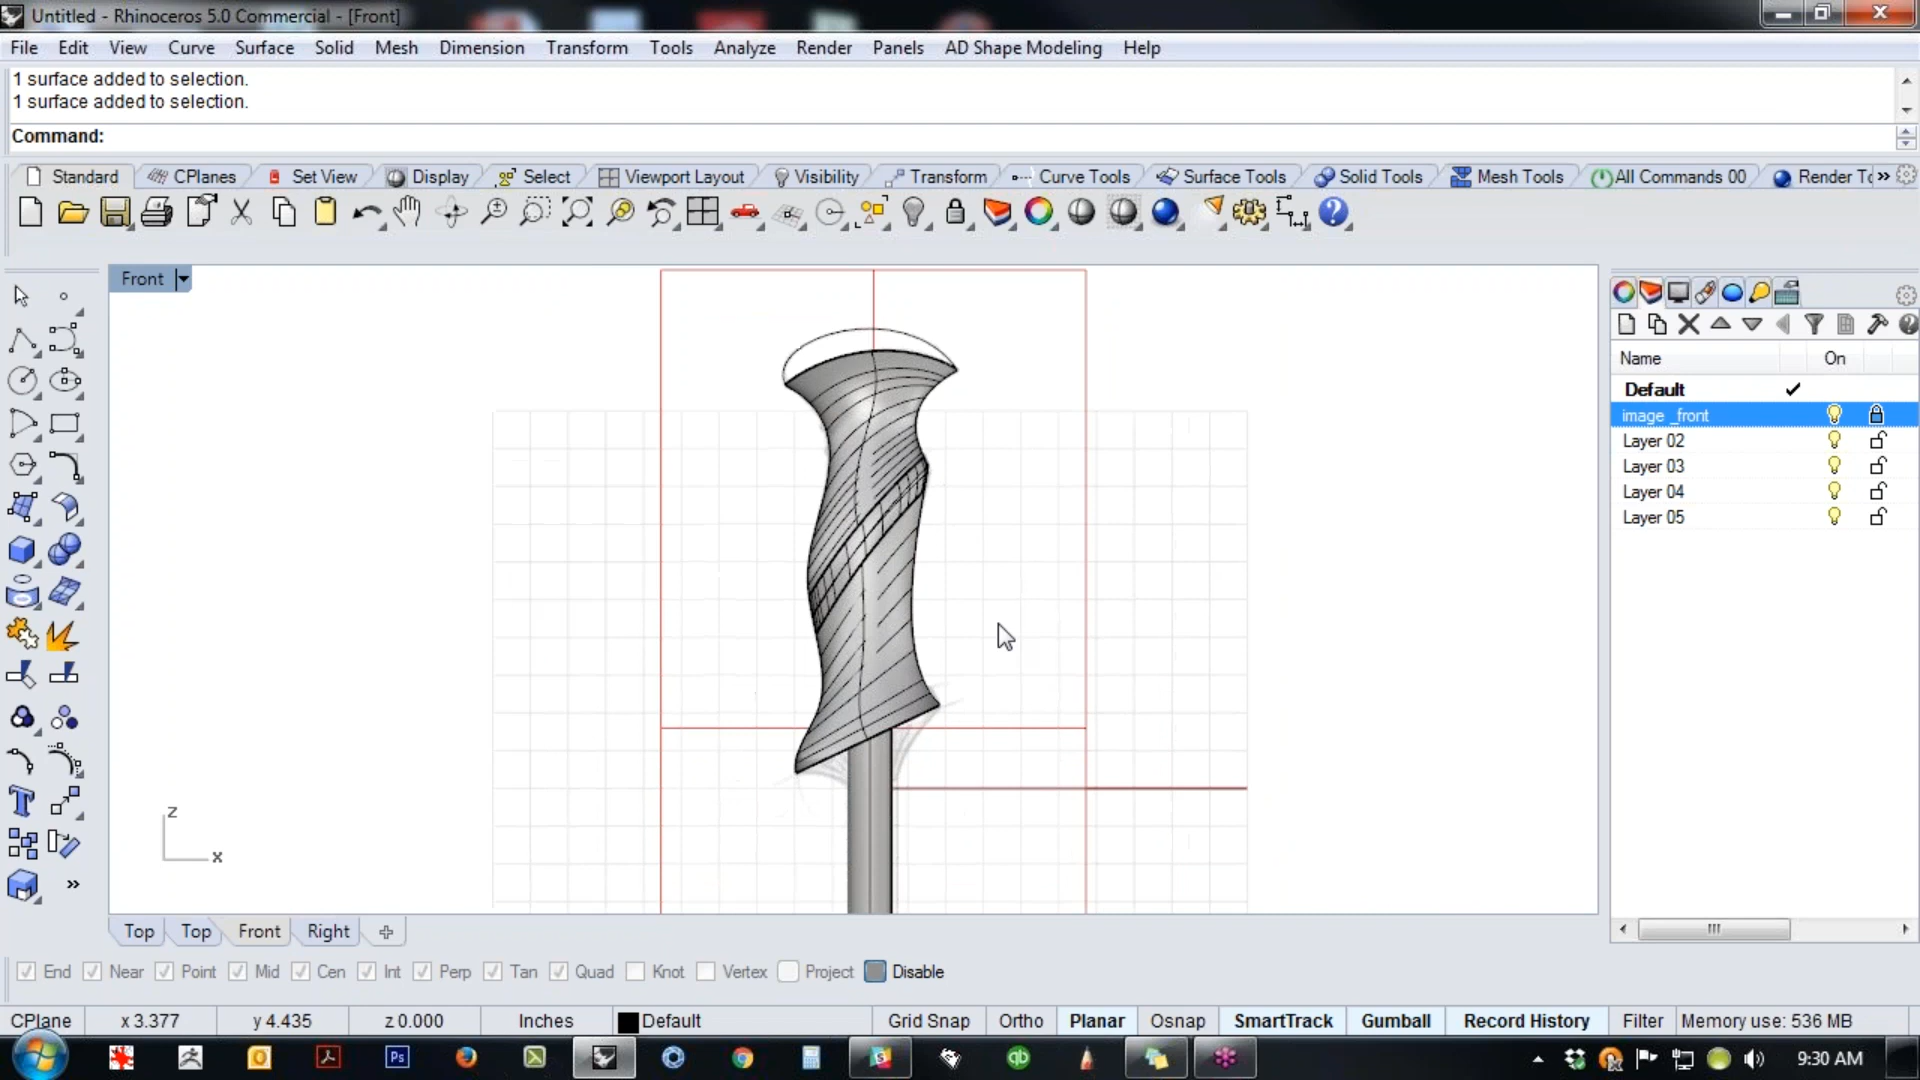 Untitled - Rhinoceros 5.0 Commercial - [Front]
File Edit View Curve Surface Solid Mesh Dimension Transform Tools Analyze Render Panels AD Shape Modeling Help
1 surface added to selection.
1 surface added to selection.
Command:
Standard CPlanes Set View Display Select Viewport Layout Visibility Transform Curve Tools Surface Tools Solid Tools Mesh Tools All Commands 00 Render To »
Front
Name On
Default
image _front
Layer 02
Layer 03
Layer 04
Layer 05
z
x
Top Top Front Right
End Near Point Mid Cen Int Perp Tan Quad Knot Vertex Project Disable
CPlane x 3.377 y 4.435 z 0.000 Inches Default Grid Snap Ortho Planar Osnap SmartTrack Gumball Record History Filter Memory use: 536 MB
Ps qb 9:30 AM